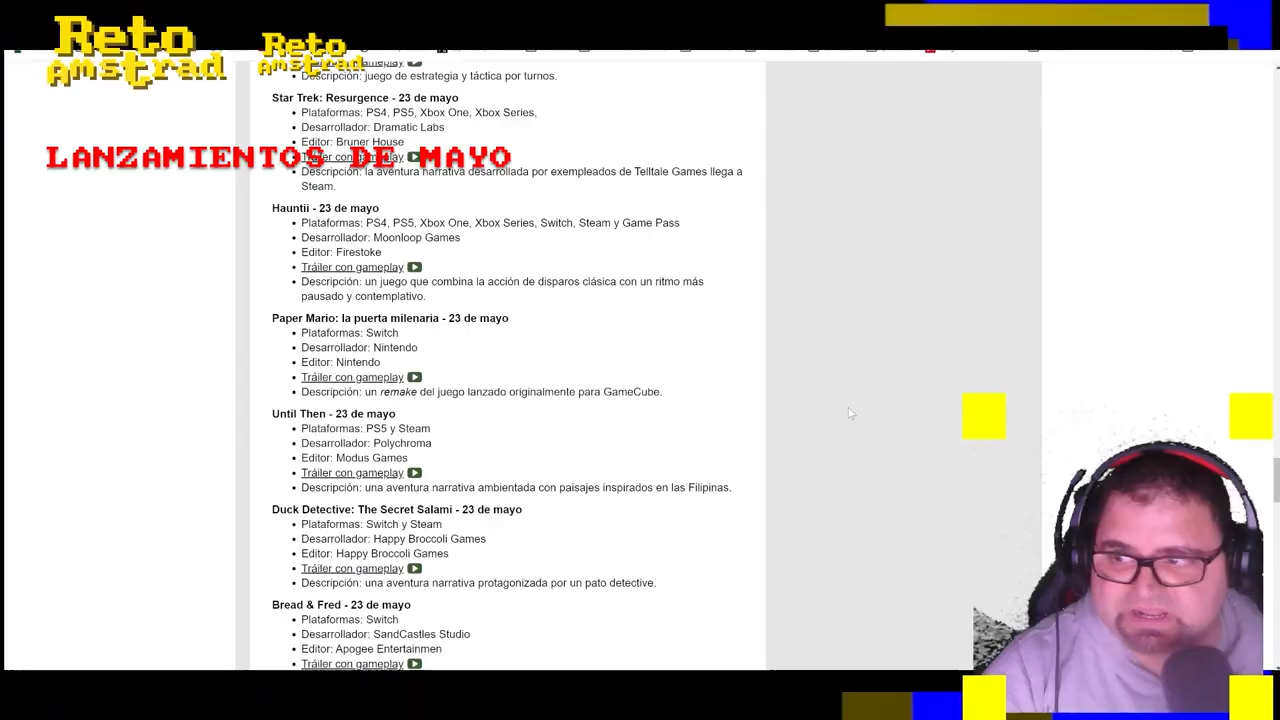 Reto
Amstrad
Reto
Amstrad
LANZAMIENTOS DE MAYO
Descripción: juego de estrategia y táctica por turnos.
Star Trek: Resurgence - 23 de mayo
Plataformas: PS4, PS5, Xbox One, Xbox Series,
Desarrollador: Dramatic Labs
Editor: Bruner House
Tráiler con gameplay
Descripción: la aventura narrativa desarrollada por exempleados de Telltale Games llega a
Steam.
Hauntii - 23 de mayo
Plataformas: PS4, PS5, Xbox One, Xbox Series, Switch, Steam y Game Pass
Desarrollador: Moonloop Games
Editor: Firestoke
Tráiler con gameplay
Descripción: un juego que combina la acción de disparos clásica con un ritmo más
pausado y contemplativo.
Paper Mario: la puerta milenaria - 23 de mayo
Plataformas: Switch
Desarrollador: Nintendo
Editor: Nintendo
Tráiler con gameplay
Descripción: un remake del juego lanzado originalmente para GameCube.
Until Then - 23 de mayo
Plataformas: PS5 y Steam
Desarrollador: Polychroma
Editor: Modus Games
Tráiler con gameplay
Descripción: una aventura narrativa ambientada con paisajes inspirados en las Filipinas.
Duck Detective: The Secret Salami - 23 de mayo
Plataformas: Switch y Steam
Desarrollador: Happy Broccoli Games
Editor: Happy Broccoli Games
Tráiler con gameplay
Descripción: una aventura narrativa protagonizada por un pato detective.
Bread & Fred - 23 de mayo
Plataformas: Switch
Desarrollador: SandCastles Studio
Editor: Apogee Entertainmen
Tráiler con gameplay